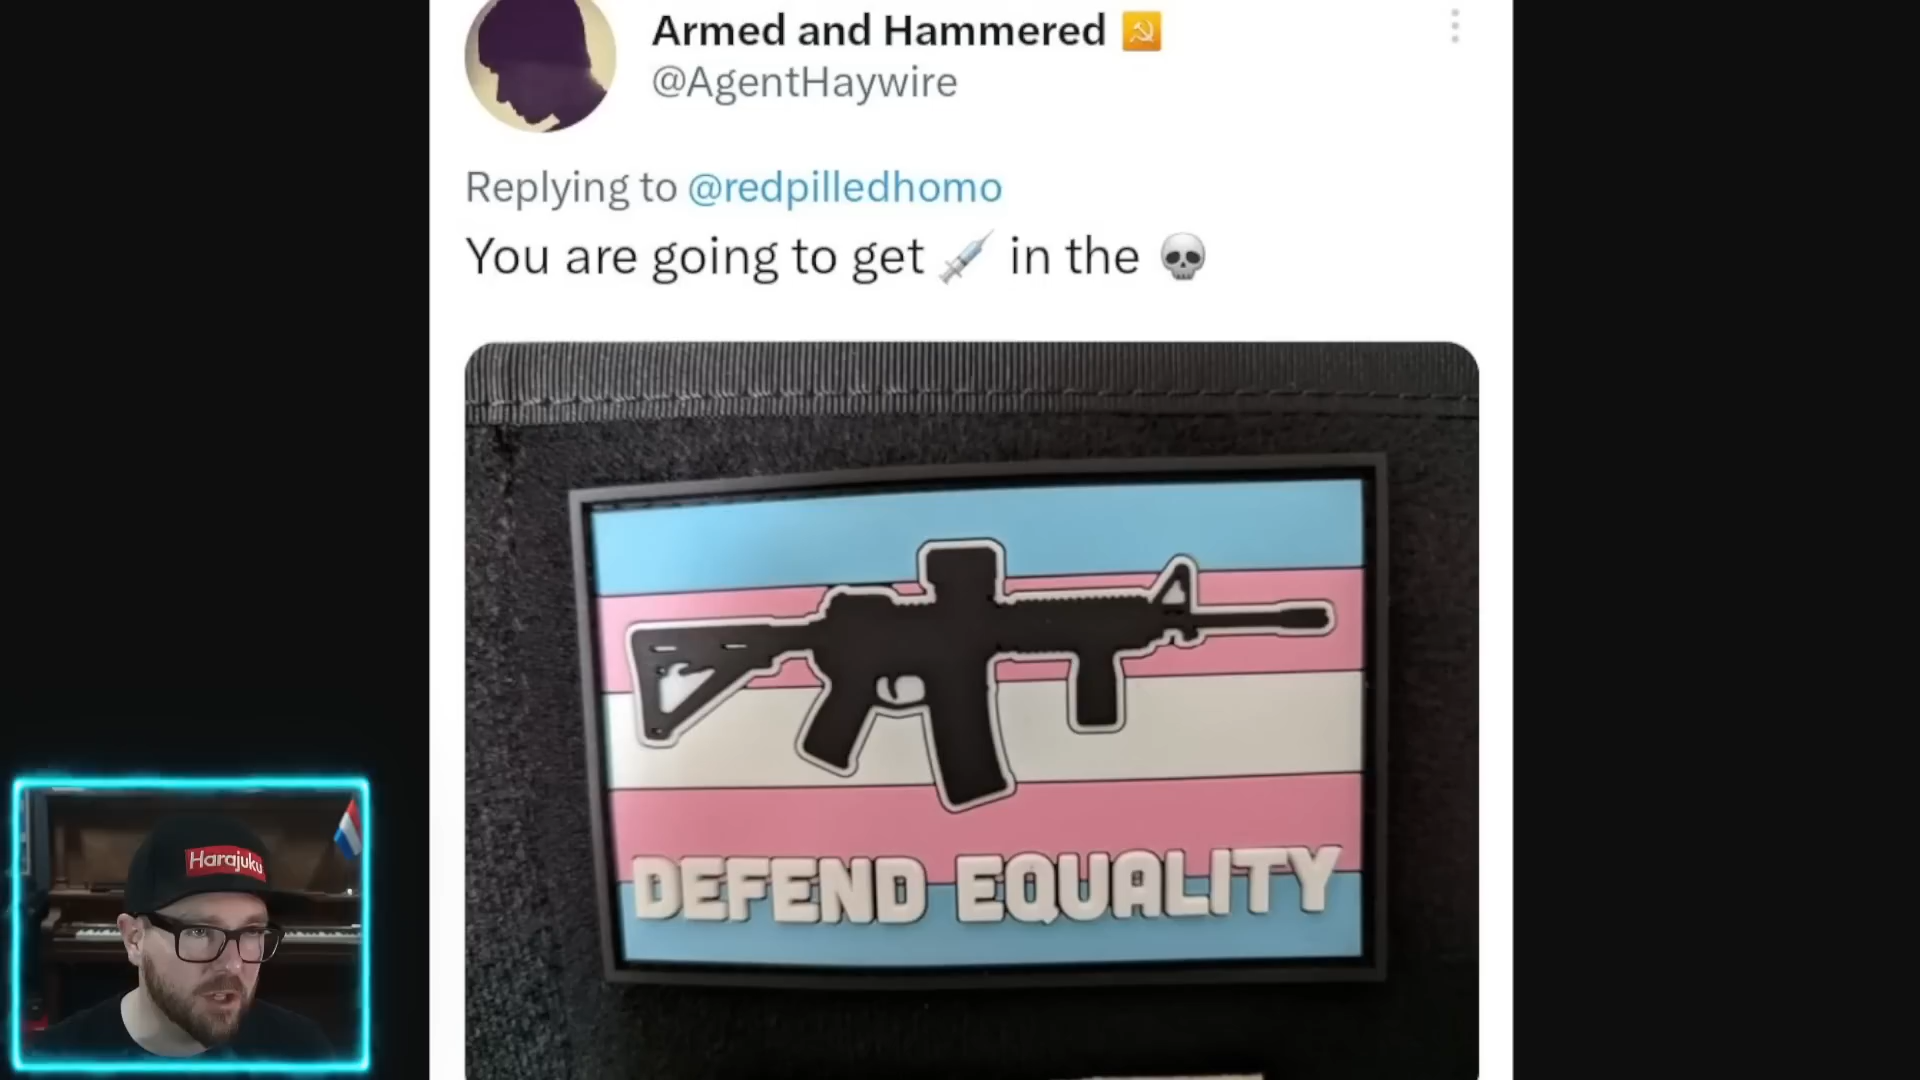 Armed and Hammered
@AgentHaywire
Replying to @redpilledhomo
You are going to get 💉 in the 💀
DEFEND EQUALITY
Harajuku